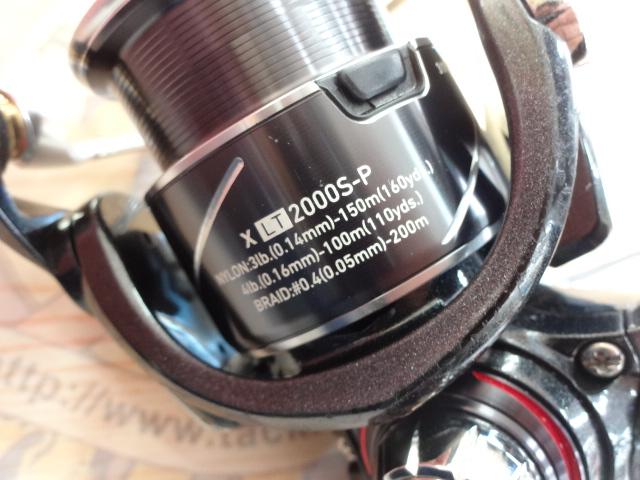 X LT 2000S-P
NYLON:3lb.(0.14mm)-150m(160yds.)
4lb.(0.16mm)-100m(110yds.)
BRAID:#0.4(0.05mm)-200m
http://www.tack